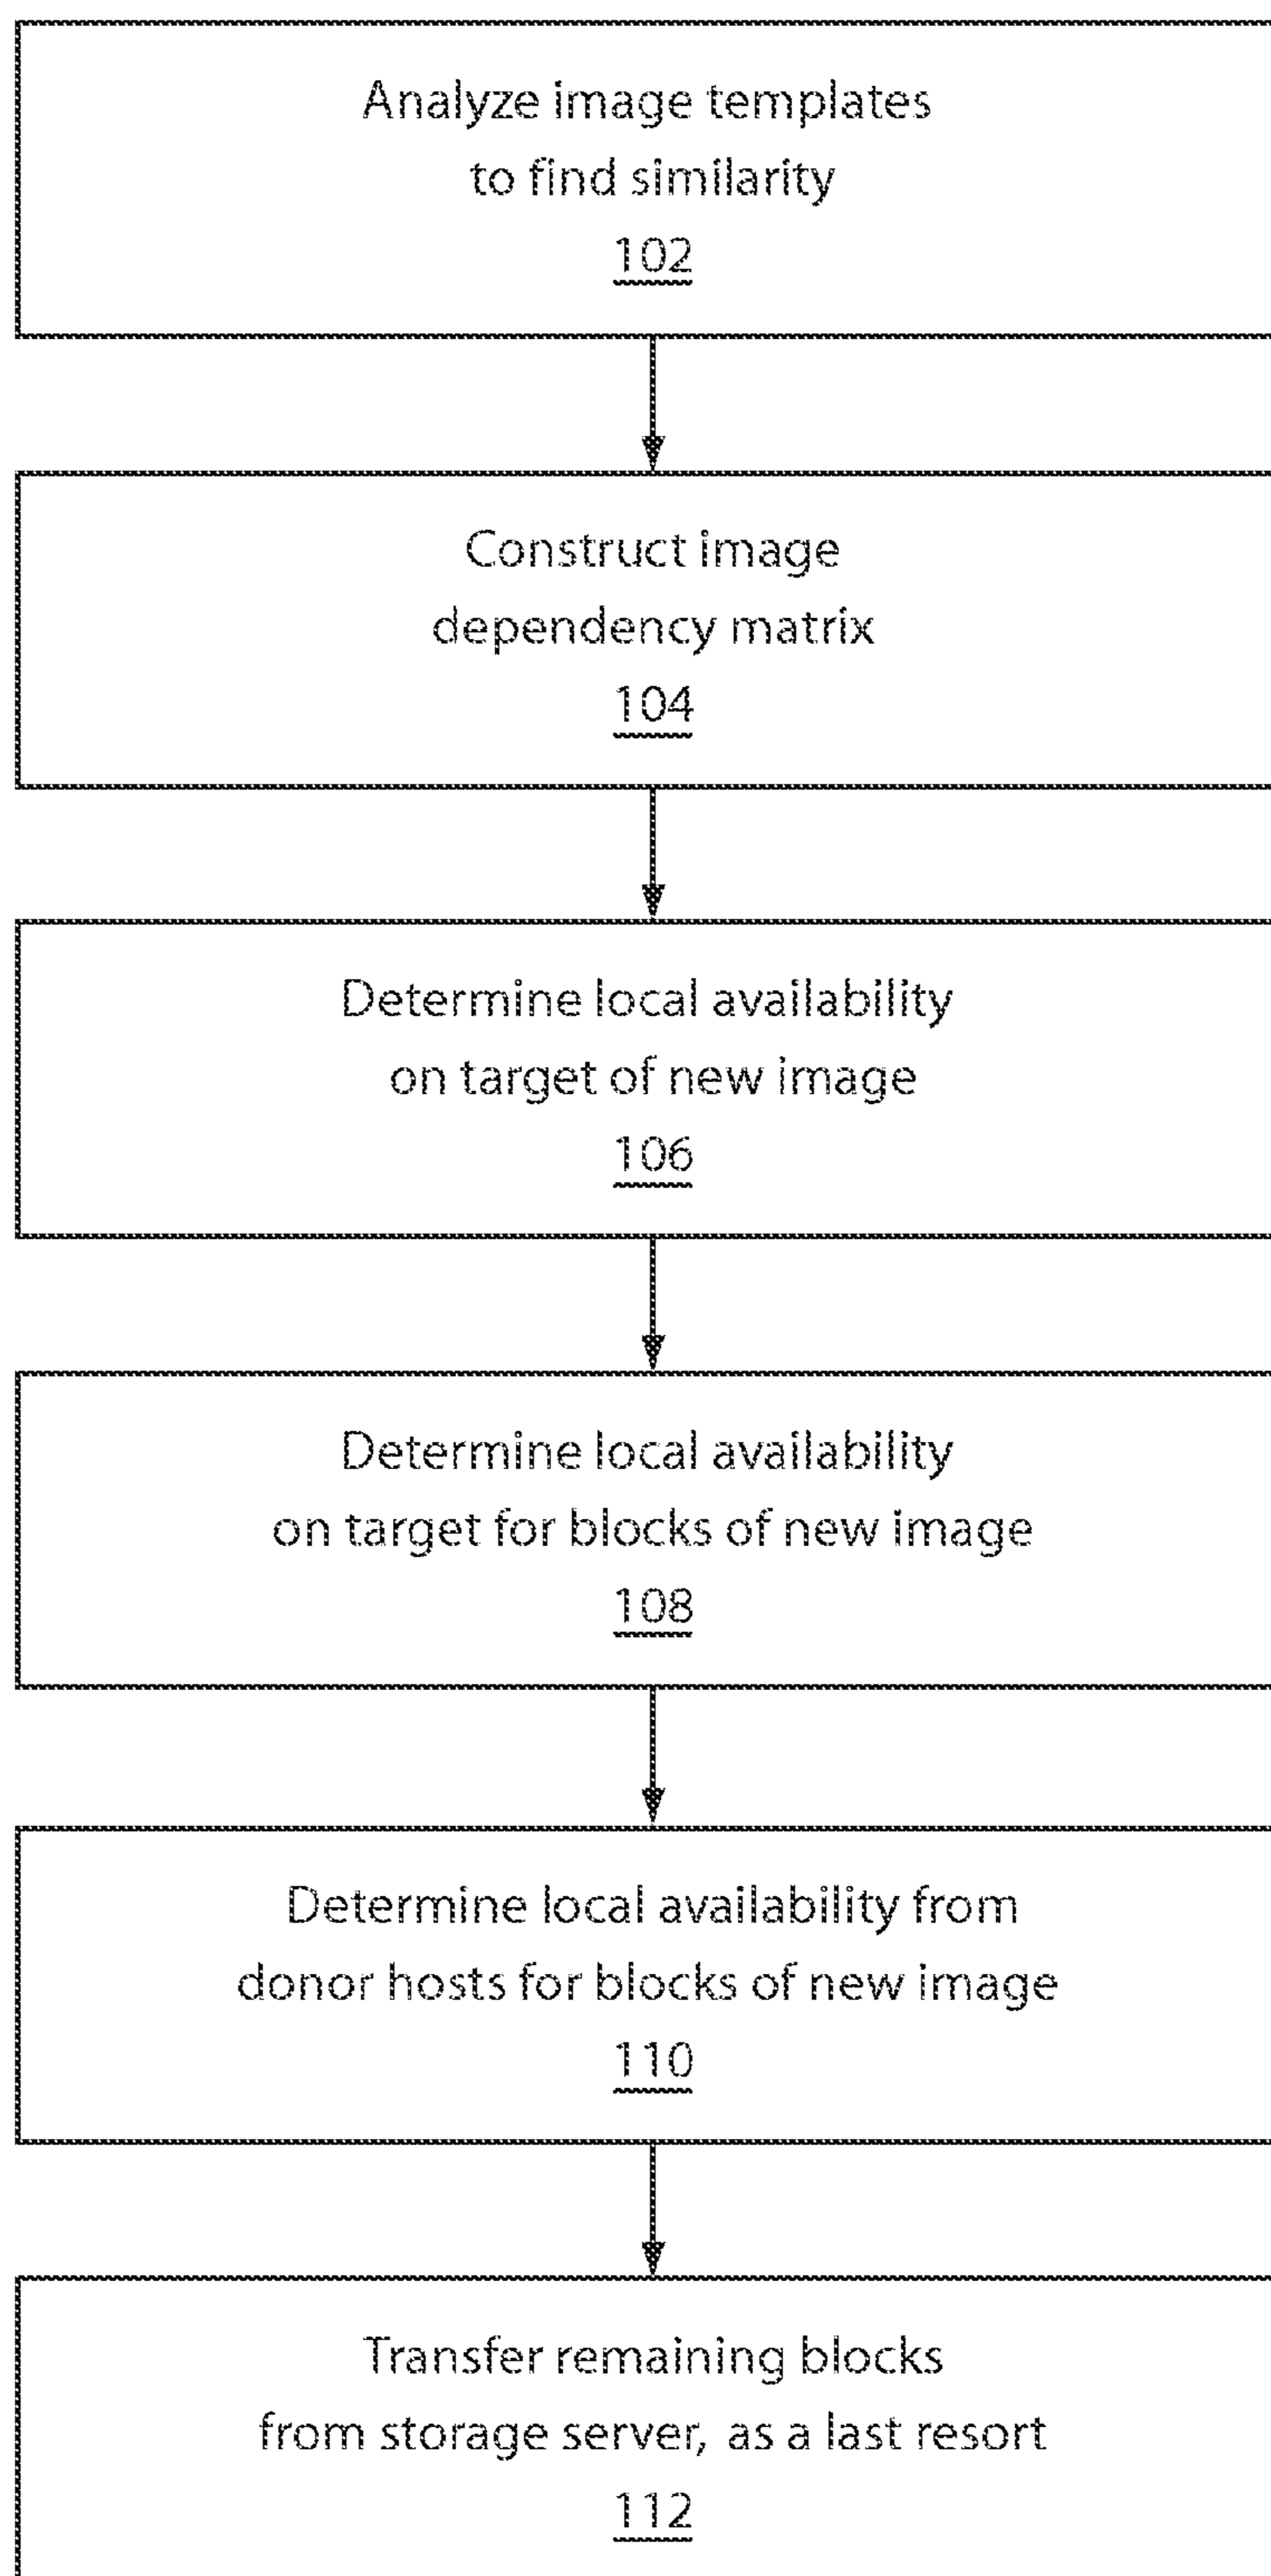 Analyze image templates
to find similarity
102
Construct image
dependency matrix
104
Determine local availability
on target of new image
106
Determine local availability
on target for blocks of new image
108
Determine local availability from
donor hosts for blocks of new image
110
Transfer remaining blocks
from storage server, as a last resort
112